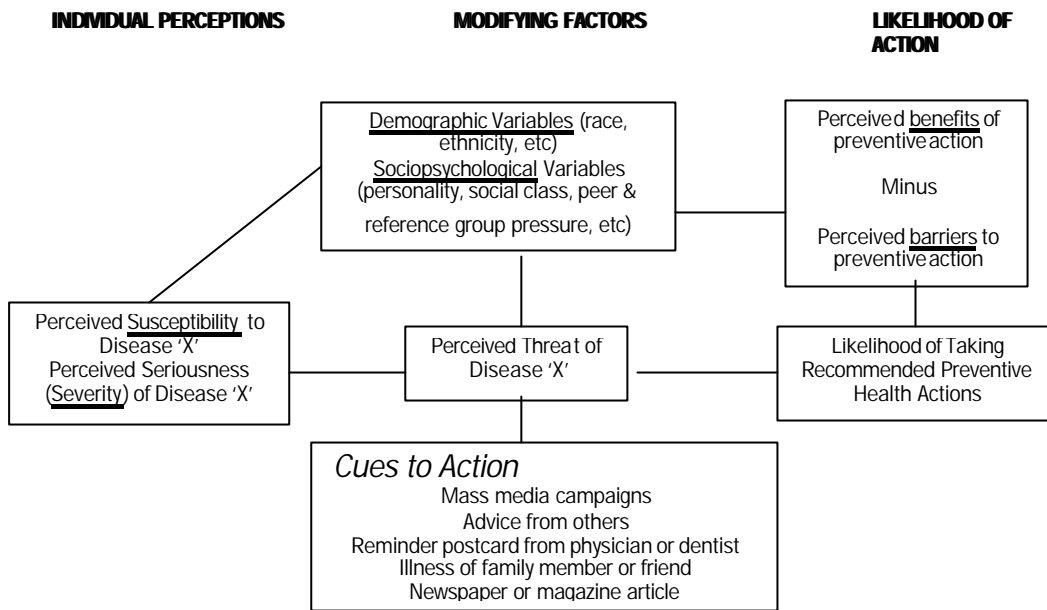 INDIVIDUAL PERCEPTIONS
MODIFYING FACTORS
LIKELIHOOD OF
ACTION
Demographic Variables (race,
ethnicity, etc)
Sociopsychological Variables
(personality, social class, peer &
reference group pressure, etc)
Perceived benefits of
preventive action
Minus
Perceived barriers to
preventive action
Perceived Susceptibility to
Disease ‘X’
Perceived Seriousness
(Severity) of Disease ‘X’
Perceived Threat of
Disease ‘X’
Likelihood of Taking
Recommended Preventive
Health Actions
Cues to Action
Mass media campaigns
Advice from others
Reminder postcard from physician or dentist
Illness of family member or friend
Newspaper or magazine article